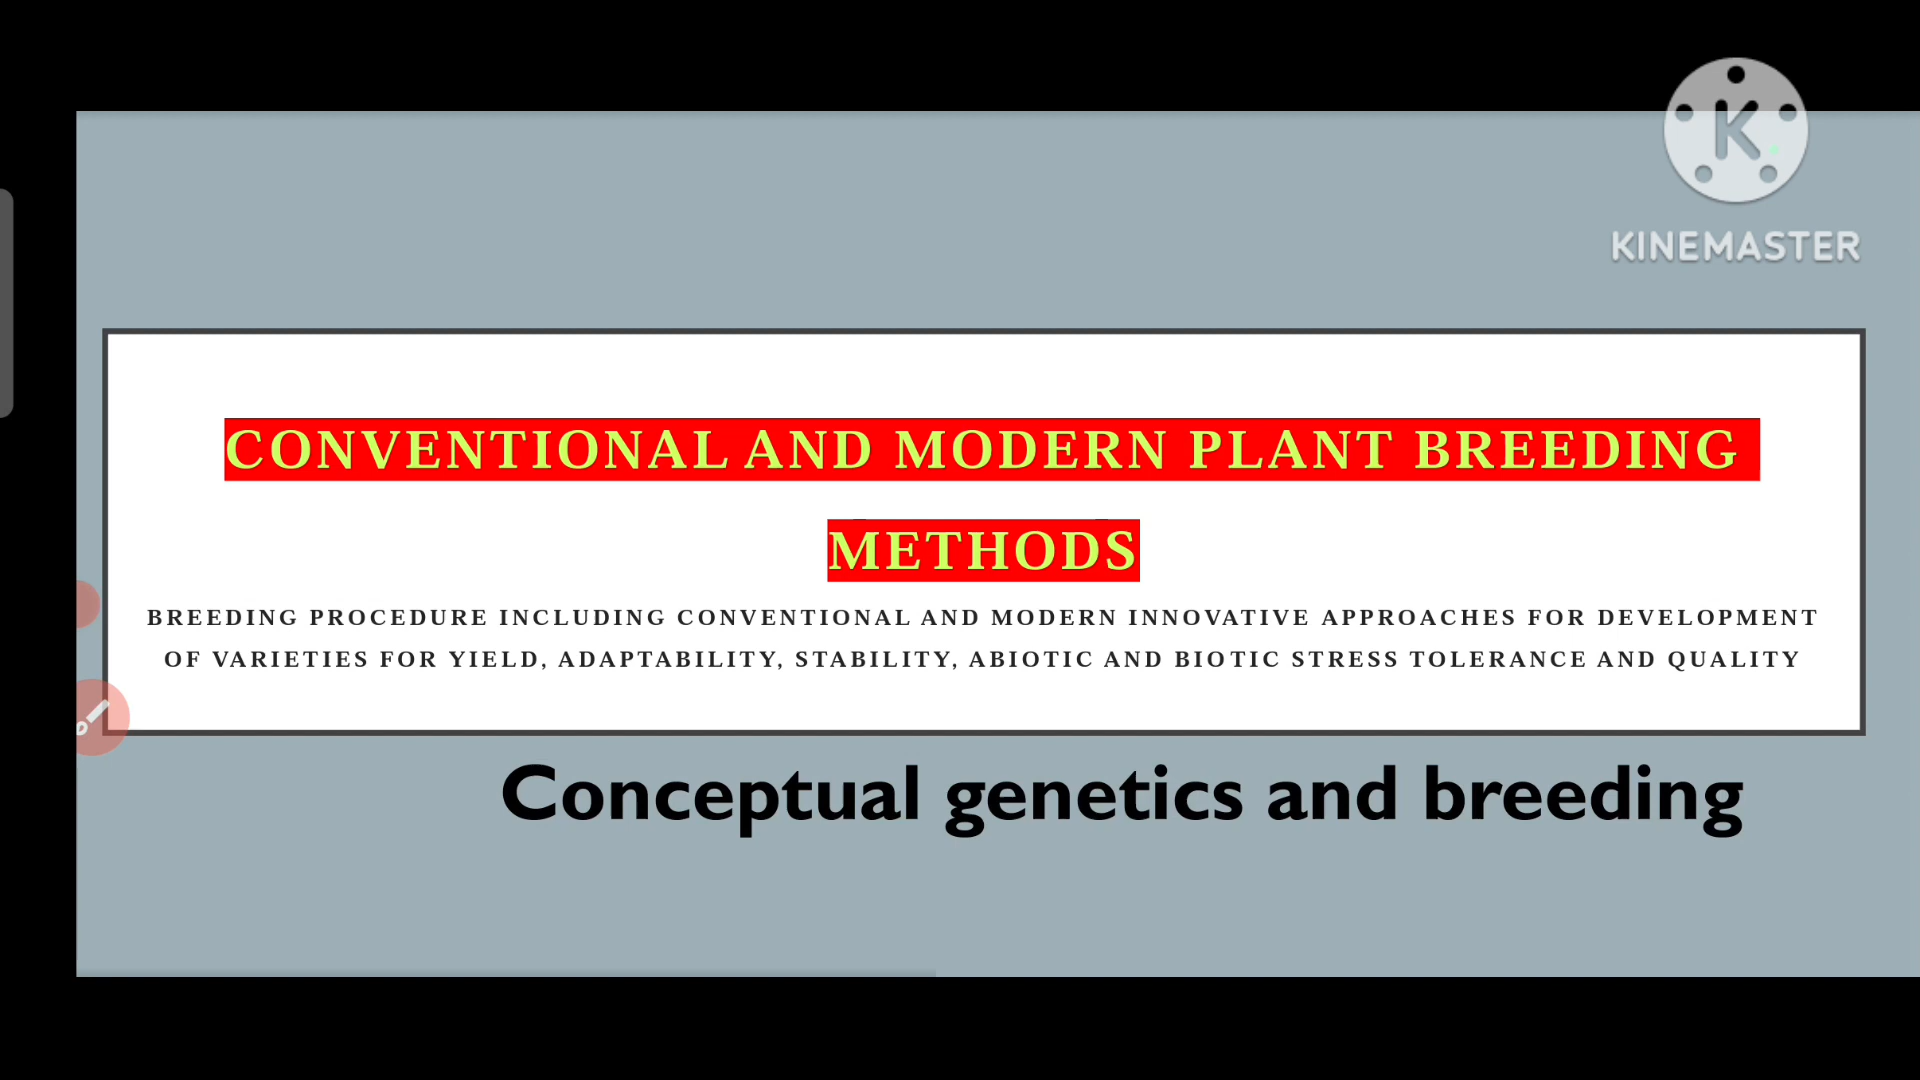 K
KINEMASTER
CONVENTIONAL AND MODERN PLANT BREEDING
METHODS
BREEDING PROCEDURE INCLUDING CONVENTIONAL AND MODERN INNOVATIVE APPROACHES FOR DEVELOPMENT
OF VARIETIES FOR YIELD, ADAPTABILITY, STABILITY, ABIOTIC AND BIOTIC STRESS TOLERANCE AND QUALITY
Conceptual genetics and breeding